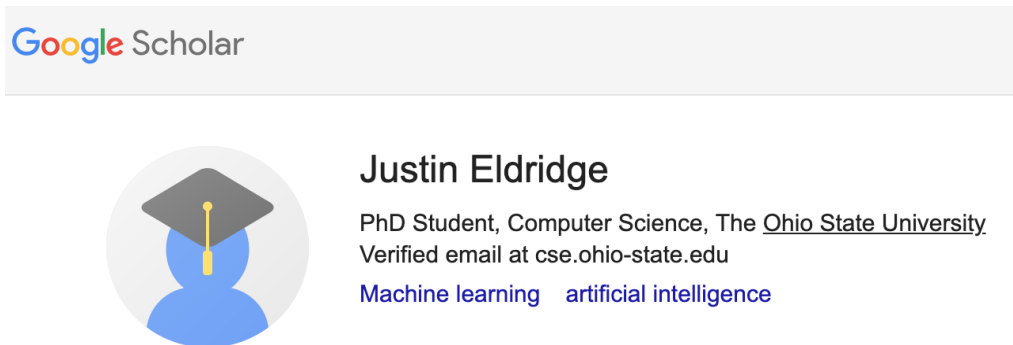 Google Scholar
Justin Eldridge
PhD Student, Computer Science, The Ohio State University
Verified email at cse.ohio-state.edu
Machine learning artificial intelligence